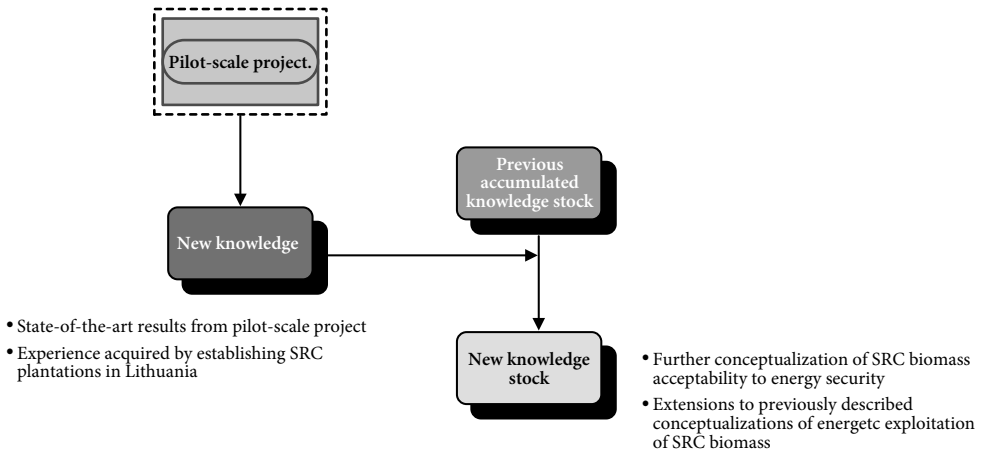 Pilot-scale project.
Previous
accumulated
knowledge stock
New knowledge
• State-of-the-art results from pilot-scale project
• Experience acquired by establishing SRC
plantations in Lithuania
New knowledge
stock
• Further conceptualization of SRC biomass
acceptability to energy security
• Extensions to previously described
conceptualizations of energetc exploitation
of SRC biomass